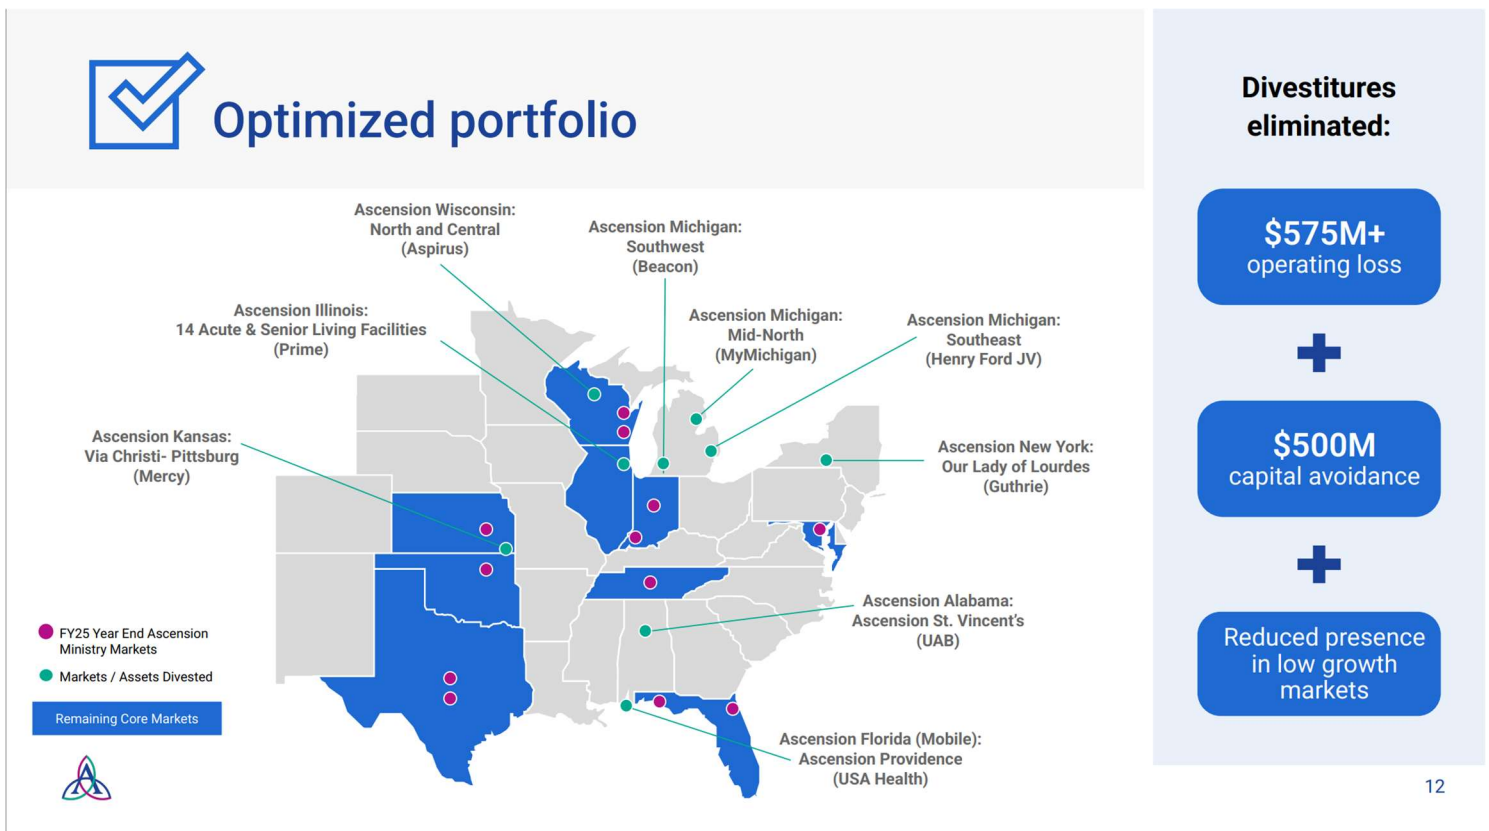 Optimized portfolio
Ascension Wisconsin:
North and Central
(Aspirus)
Ascension Michigan:
Southwest
(Beacon)
Ascension Illinois:
14 Acute & Senior Living Facilities
(Prime)
Ascension Michigan:
Mid-North
(MyMichigan)
Ascension Michigan:
Southeast
(Henry Ford JV)
Ascension Kansas:
Via Christi- Pittsburg
(Mercy)
Ascension New York:
Our Lady of Lourdes
(Guthrie)
Ascension Alabama:
Ascension St. Vincent's
(UAB)
Ascension Florida (Mobile):
Ascension Providence
(USA Health)
FY25 Year End Ascension
Ministry Markets
Markets / Assets Divested
Remaining Core Markets
A
Divestitures
eliminated:
$575M+
operating loss
$500M
capital avoidance
Reduced presence
in low growth
markets
12